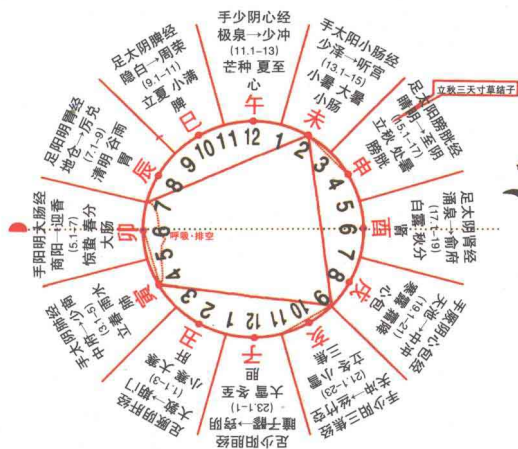 手少阴心经
极泉→少冲
(11.1-13)
芒种 夏至
心
午
手太阳小肠经
少泽→听宫
(13.1-15)
小暑 大暑
小肠
未
立秋三天寸草结子
足太阳膀胱经
睛明→至阴
(15.1-17)
立秋 处暑
膀胱
申
足太阴肾经
涌泉→俞府
(17.1-19)
白露 秋分
肾
酉
手厥阴心包经
天池→中冲
(19.1-21)
寒露 霜降
心包
戌
手少阳三焦经
关冲→丝竹空
(21.1-23)
立冬 小雪
三焦
亥
足少阳胆经
瞳子髎→窍阴
(23.1-1)
大雪 冬至
胆
子
足厥阴肝经
大敦→期门
(1.1-3)
小寒 大寒
肝
丑
手太阴肺经
中府→少商
(3.1-5)
立春 雨水
肺
寅
手阳明大肠经
商阳→迎香
(5.1-7)
惊蛰 春分
大肠
卯
足阳明胃经
地仓→厉兑
(7.1-9)
清明 谷雨
胃
辰
足太阴脾经
隐白→周荣
(9.1-11)
立夏 小满
脾
巳
12 1 2 3 4 5 6 7 8 9 10 11 12 1 2 3 4 5 6 7 8 9 10 11
呼吸·排空